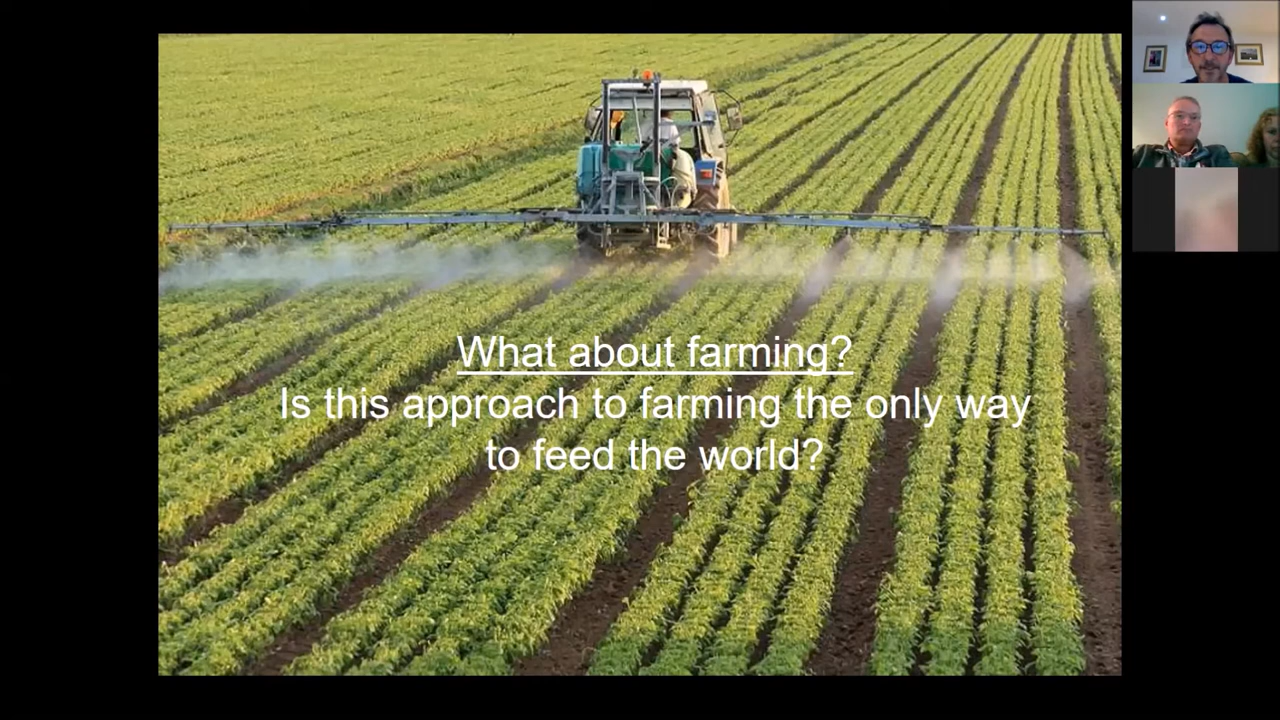 What about farming?
Is this approach to farming the only way
to feed the world?